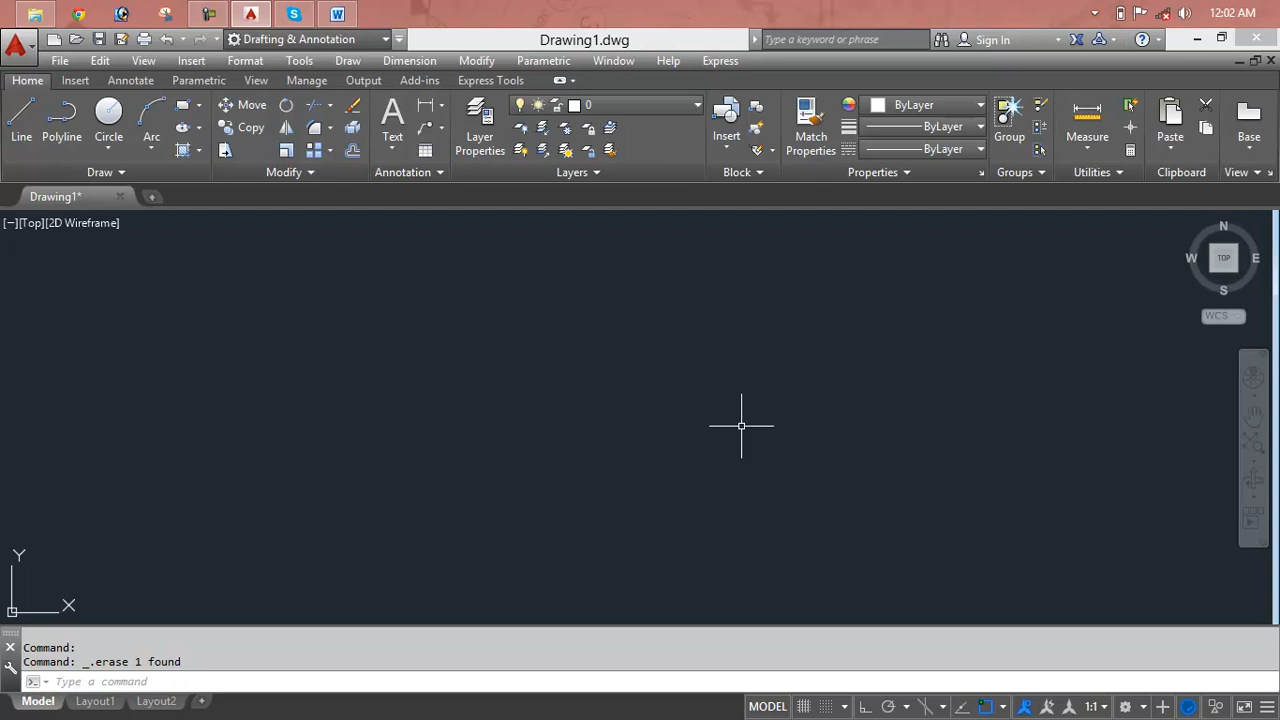 12:02 AM
Drafting & Annotation
Drawing1.dwg
Type a keyword or phrase
Sign In
File Edit View Insert Format Tools Draw Dimension Modify Parametric Window Help Express
Home Insert Annotate Parametric View Manage Output Add-ins Express Tools
Move
0
ByLayer
Copy
ByLayer
Line Polyline Circle Arc Text Layer Properties Insert Match Properties Group Measure Paste Base
ByLayer
Draw Modify Annotation Layers Block Properties Groups Utilities Clipboard View
Drawing1*
[−][Top][2D Wireframe]
N
W TOP E
S
WCS
Y
X
Command:
Command: _.erase 1 found
Type a command
Model Layout1 Layout2 + MODEL 1:1